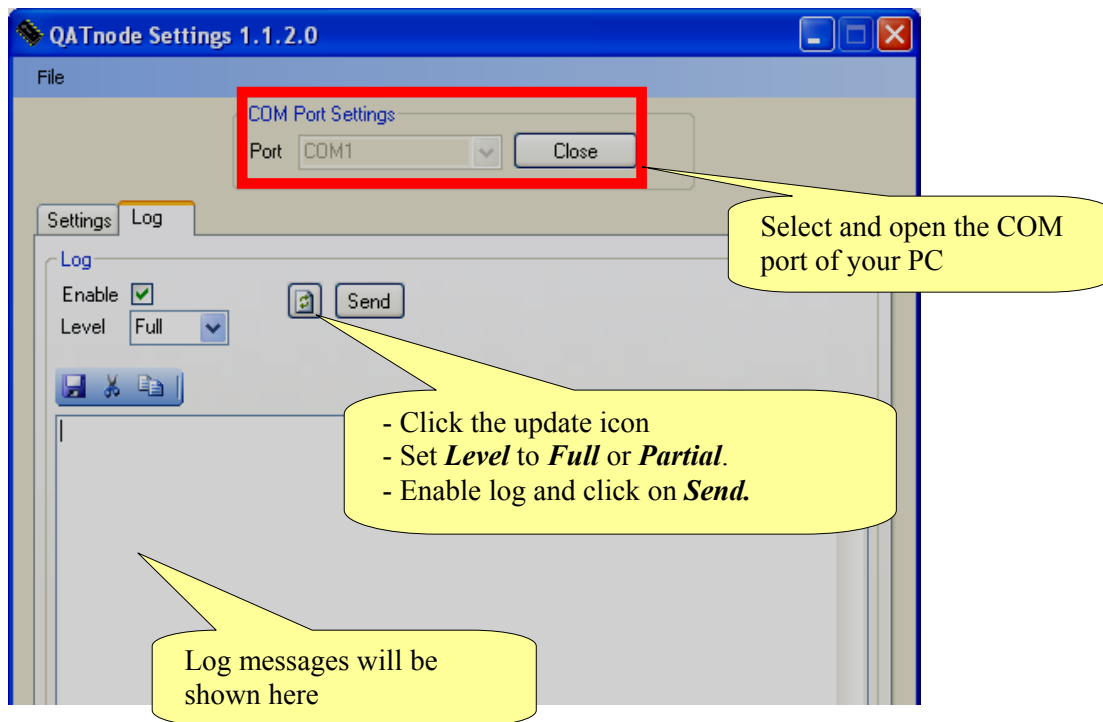 QATnode Settings 1.1.2.0
File
COM Port Settings
Port COM1 Close
Settings Log
Select and open the COM
port of your PC
Log
Enable
Send
Level Full
- Click the update icon
- Set Level to Full or Partial.
- Enable log and click on Send.
Log messages will be
shown here